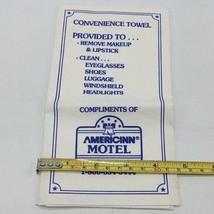 CONVENIENCE TOWEL
PROVIDED TO . . .
- REMOVE MAKEUP
& LIPSTICK
- CLEAN . . .
EYEGLASSES
SHOES
LUGGAGE
WINDSHIELD
HEADLIGHTS
COMPLIMENTS OF
AMERICINN
MOTEL